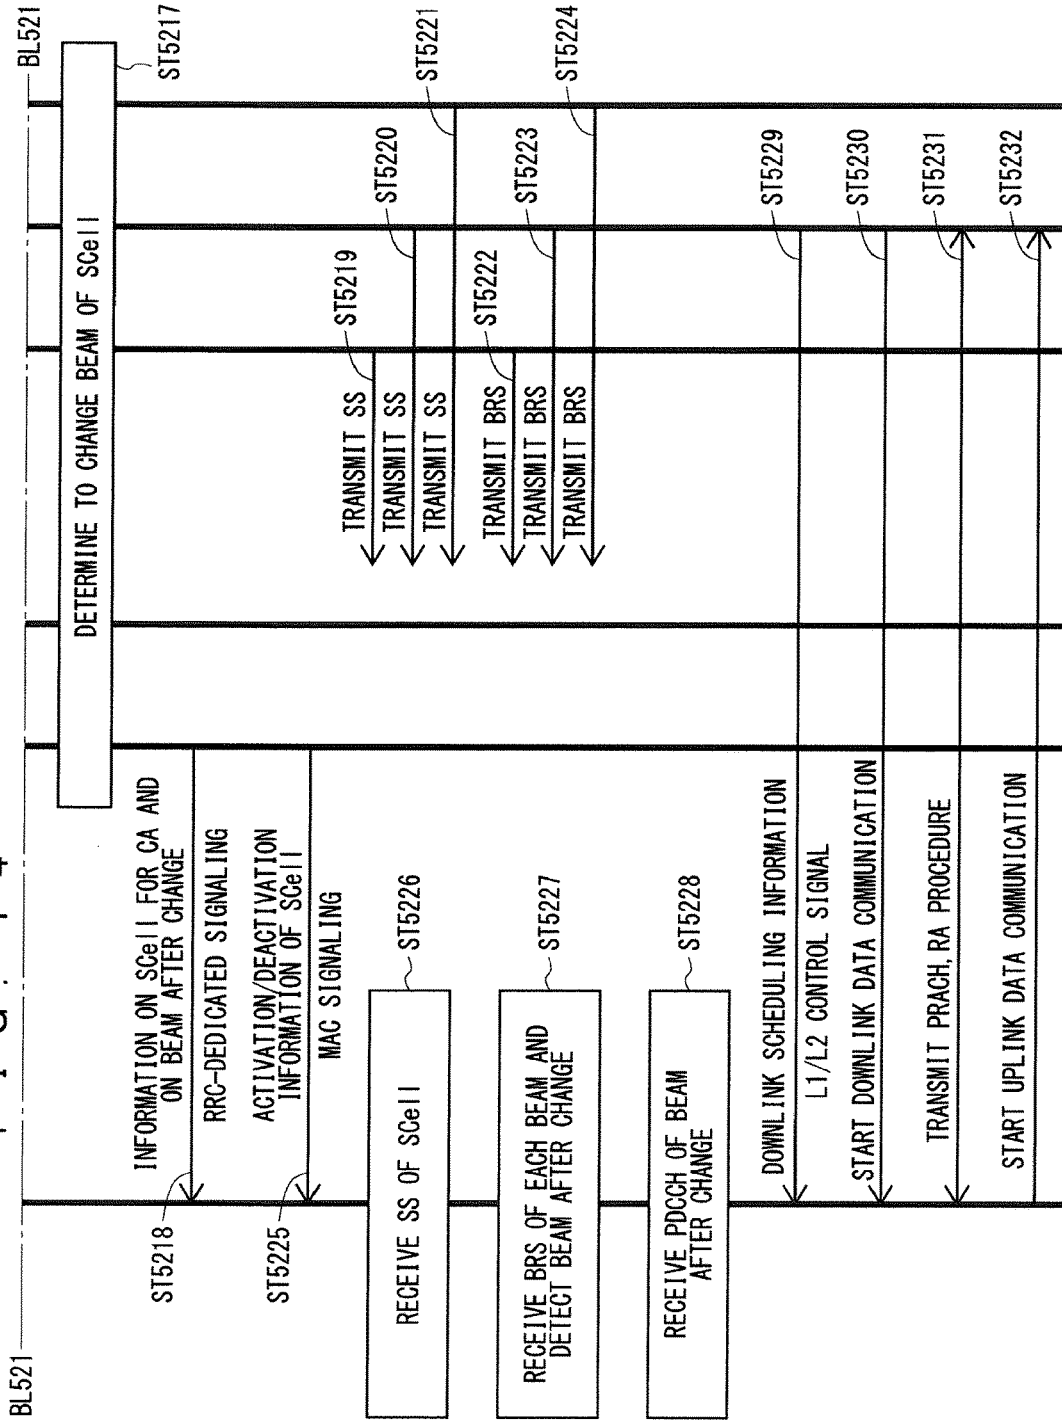 BL521
BL521
DETERMINE TO CHANGE BEAM OF SCell
ST5217
INFORMATION ON SCell FOR CA AND
ON BEAM AFTER CHANGE
RRC-DEDICATED SIGNALING
ST5218
ACTIVATION/DEACTIVATION
INFORMATION OF SCell
MAC SIGNALING
ST5225
TRANSMIT SS
ST5219
TRANSMIT SS
ST5220
TRANSMIT SS
ST5221
TRANSMIT BRS
ST5222
TRANSMIT BRS
ST5223
TRANSMIT BRS
ST5224
RECEIVE SS OF SCell
ST5226
RECEIVE BRS OF EACH BEAM AND
DETECT BEAM AFTER CHANGE
ST5227
RECEIVE PDCCH OF BEAM
AFTER CHANGE
ST5228
DOWNLINK SCHEDULING INFORMATION
L1/L2 CONTROL SIGNAL
ST5229
START DOWNLINK DATA COMMUNICATION
ST5230
TRANSMIT PRACH, RA PROCEDURE
ST5231
START UPLINK DATA COMMUNICATION
ST5232